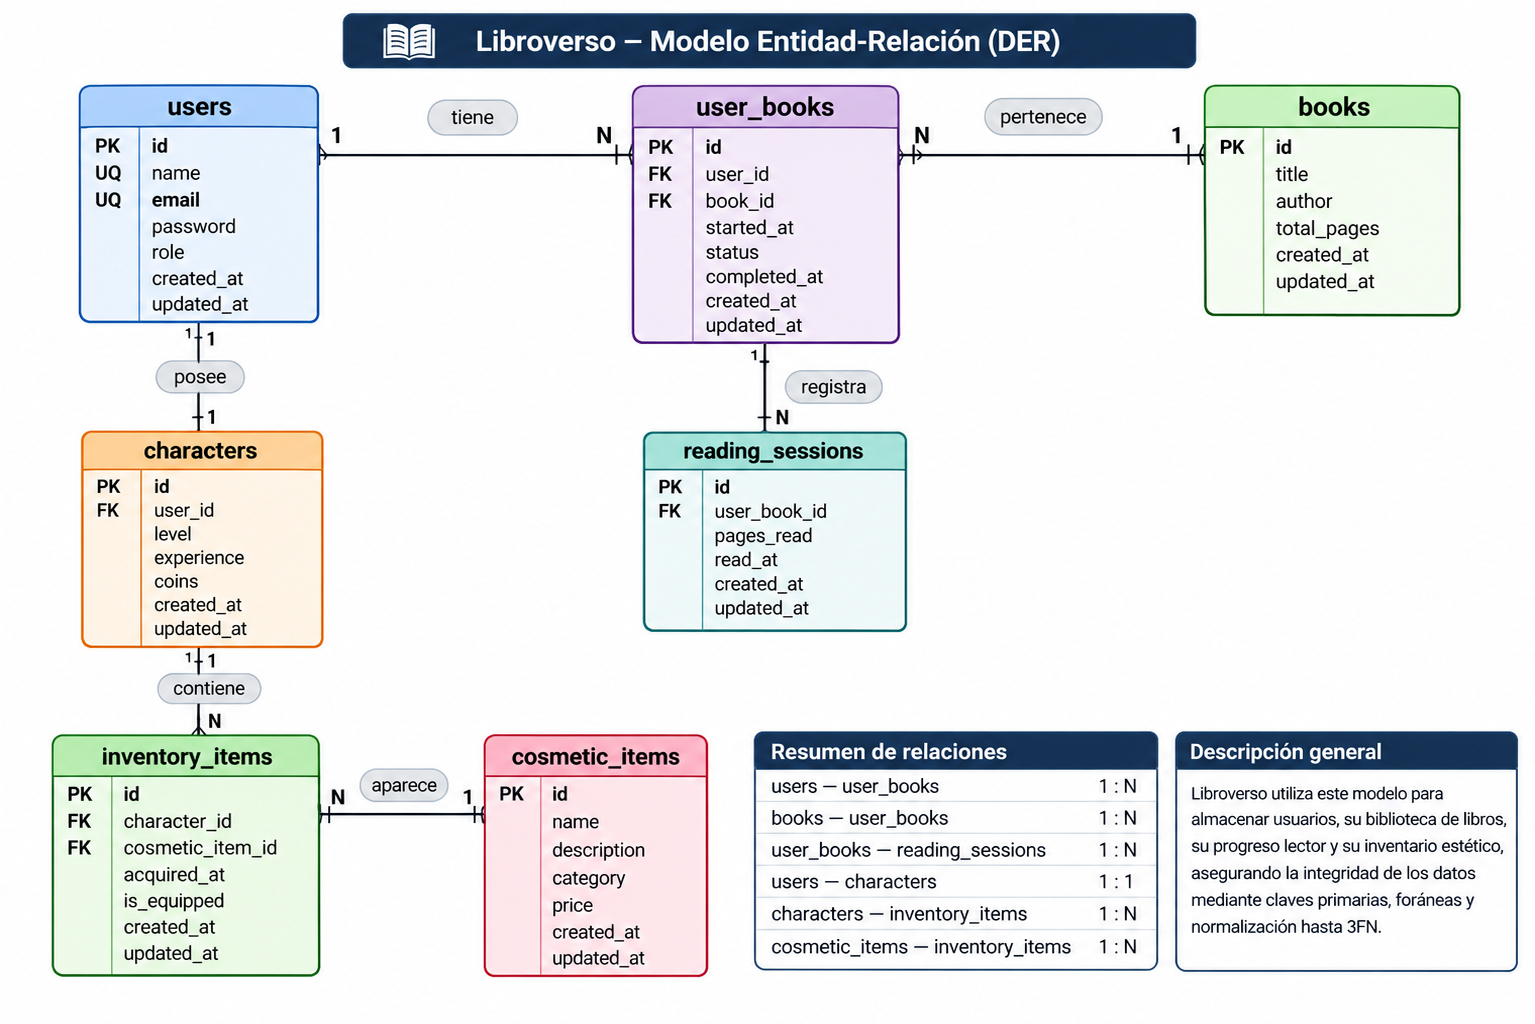 Libroverso – Modelo Entidad-Relación (DER)
users
PK id
UQ name
UQ email
password
role
created_at
updated_at
1
tiene
N
user_books
PK id
FK user_id
FK book_id
started_at
status
completed_at
created_at
updated_at
N
pertenece
1
books
PK id
title
author
total_pages
created_at
updated_at
1 1
posee
1
characters
PK id
FK user_id
level
experience
coins
created_at
updated_at
1
registra
N
reading_sessions
PK id
FK user_book_id
pages_read
read_at
created_at
updated_at
1 1
contiene
N
inventory_items
PK id
FK character_id
FK cosmetic_item_id
acquired_at
is_equipped
created_at
updated_at
N
aparece
1
cosmetic_items
PK id
name
description
category
price
created_at
updated_at
Resumen de relaciones
users – user_books 1 : N
books – user_books 1 : N
user_books – reading_sessions 1 : N
users – characters 1 : 1
characters – inventory_items 1 : N
cosmetic_items – inventory_items 1 : N
Descripción general
Libroverso utiliza este modelo para
almacenar usuarios, su biblioteca de libros,
su progreso lector y su inventario estético,
asegurando la integridad de los datos
mediante claves primarias, foráneas y
normalización hasta 3FN.